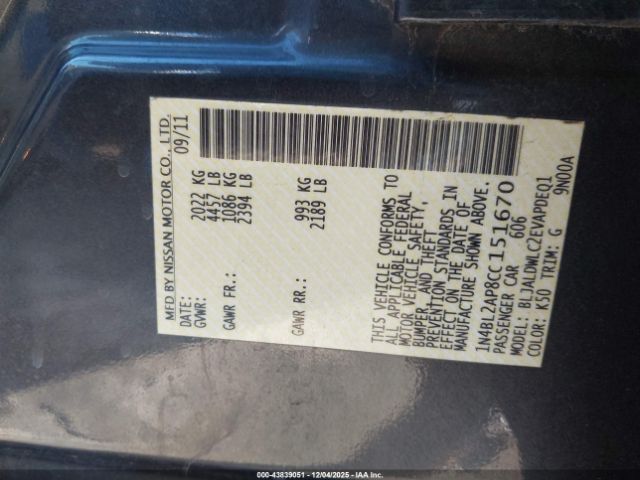 MFD BY NISSAN MOTOR CO., LTD.
DATE: 09/11
GVWR: 2022 KG
4457 LB
GAWR FR.: 1086 KG
2394 LB
GAWR RR.: 993 KG
2189 LB
THIS VEHICLE CONFORMS TO
ALL APPLICABLE FEDERAL
MOTOR VEHICLE SAFETY,
BUMPER, AND THEFT
PREVENTION STANDARDS IN
EFFECT ON THE DATE OF
MANUFACTURE SHOWN ABOVE.
1N4BL2AP8CC151670
PASSENGER CAR 606
MODEL: BLJALDWLC2EVAPDEQ1
COLOR: K50 TRIM: G 9N00A
000-43839051 - 12/04/2025 - IAA Inc.